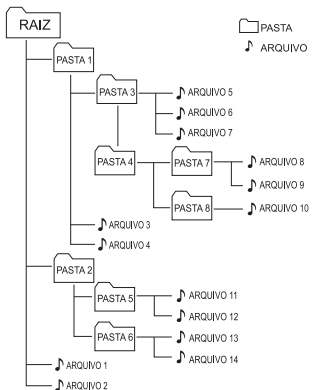 RAIZ
PASTA
ARQUIVO
PASTA 1
PASTA 3
ARQUIVO 5
ARQUIVO 6
ARQUIVO 7
PASTA 4
PASTA 7
ARQUIVO 8
ARQUIVO 9
PASTA 8
ARQUIVO 10
ARQUIVO 3
ARQUIVO 4
PASTA 2
PASTA 5
ARQUIVO 11
ARQUIVO 12
PASTA 6
ARQUIVO 13
ARQUIVO 14
ARQUIVO 1
ARQUIVO 2